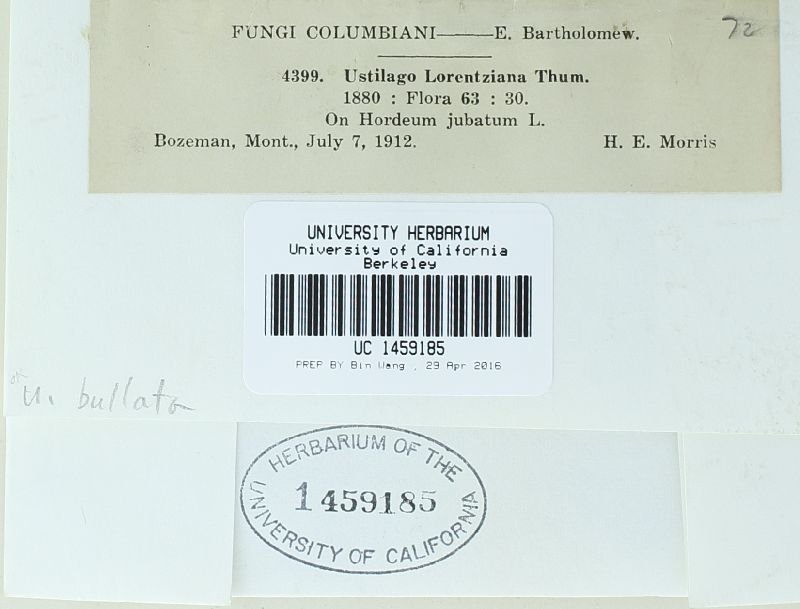 FUNGI COLUMBIANI——E. Bartholomew.
72
4399. Ustilago Lorentziana Thum.
1880 : Flora 63 : 30.
On Hordeum jubatum L.
Bozeman, Mont., July 7, 1912. H. E. Morris
UNIVERSITY HERBARIUM
University of California
Berkeley
UC 1459185
PREP BY Bin Wang , 29 Apr 2016
U. bullata
HERBARIUM OF THE
1459185
UNIVERSITY OF CALIFORNIA